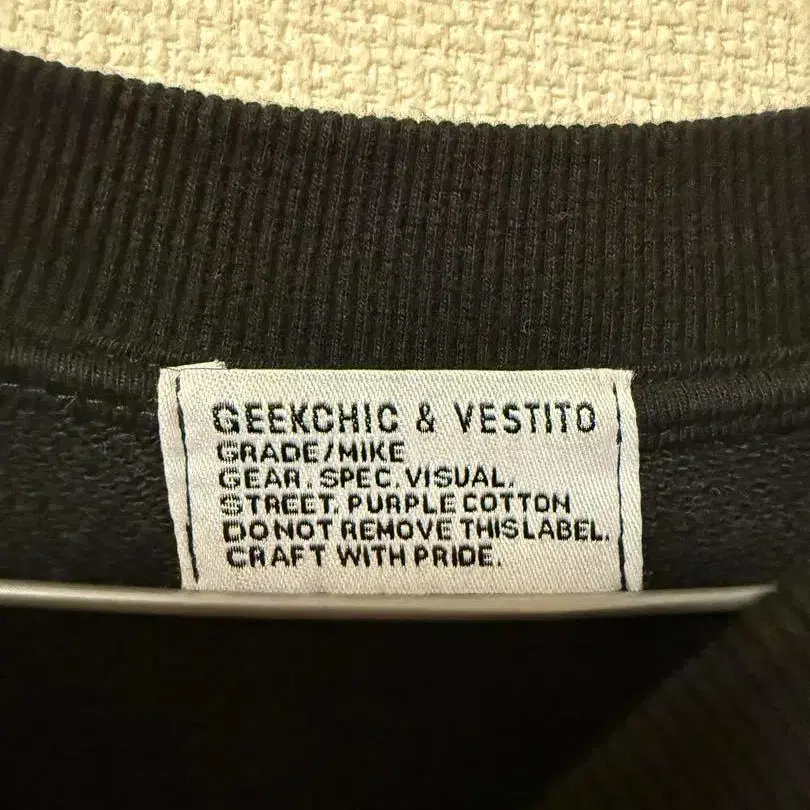 GEEKCHIC & VESTITO
GRADE/MIKE
GEAR. SPEC. VISUAL.
STREET. PURPLE COTTON
DO NOT REMOVE THIS LABEL.
CRAFT WITH PRIDE.